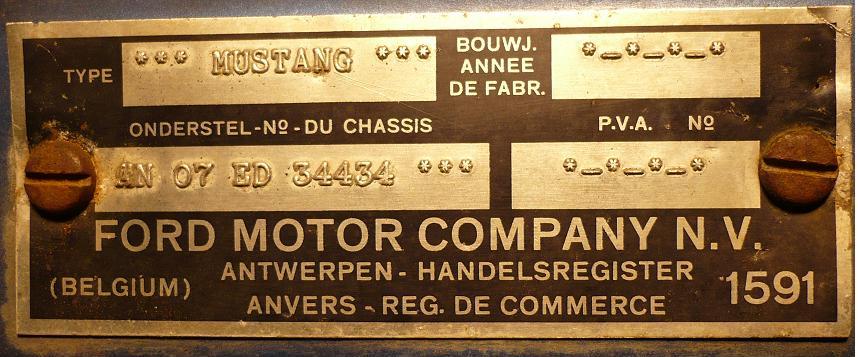 TYPE *** MUSTANG *** BOUWJ. ANNEE DE FABR. *-*-*-*
ONDERSTEL-Nº-DU CHASSIS P.V.A. Nº
AN 07 ED 34434 *** *-*-*-*
FORD MOTOR COMPANY N.V.
(BELGIUM) ANTWERPEN - HANDELSREGISTER 1591
ANVERS - REG. DE COMMERCE